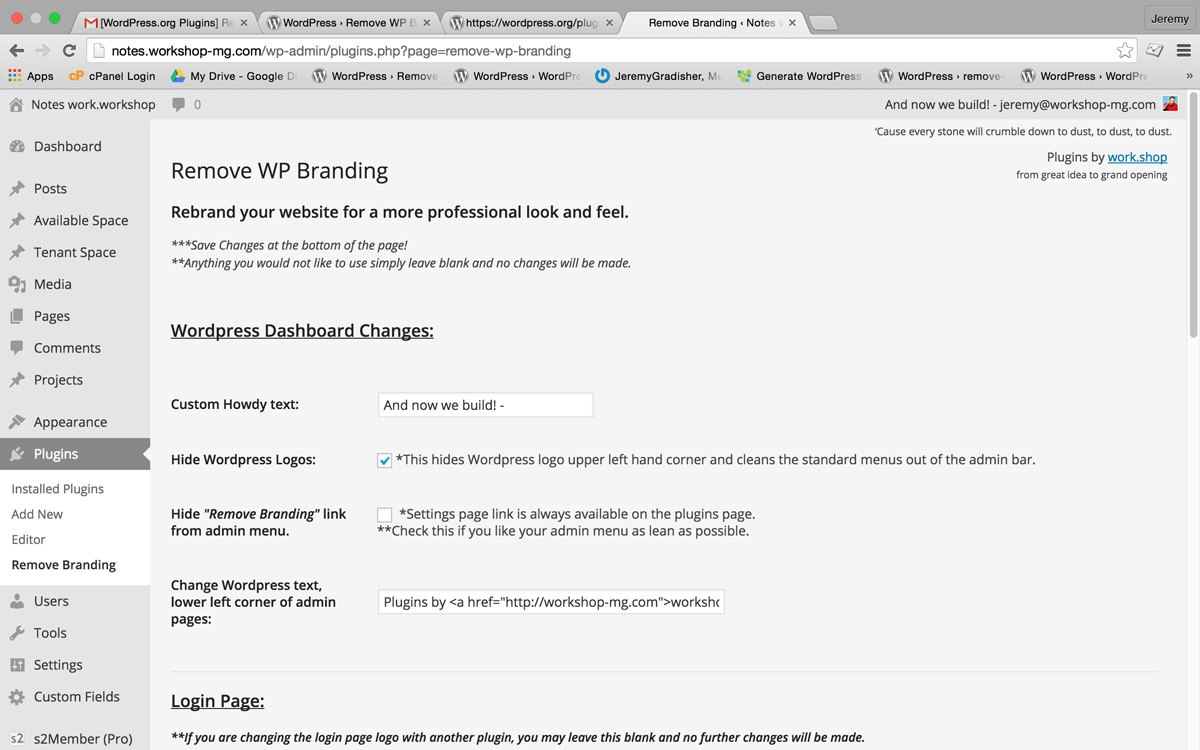 [WordPress.org Plugins] Re
WordPress › Remove WP B
https://wordpress.org/plug
Remove Branding ‹ Notes
Jeremy
notes.workshop-mg.com/wp-admin/plugins.php?page=remove-wp-branding
Apps
cP cPanel Login
My Drive - Google Dr
WordPress › Remove
WordPress › WordPre
JeremyGradisher, Mu
Generate WordPress
WordPress › remove-
WordPress › WordPre
»
Notes work.workshop
0
And now we build! - jeremy@workshop-mg.com
'Cause every stone will crumble down to dust, to dust, to dust.
Plugins by work.shop
from great idea to grand opening
Dashboard
Posts
Available Space
Tenant Space
Media
Pages
Comments
Projects
Appearance
Plugins
Installed Plugins
Add New
Editor
Remove Branding
Users
Tools
Settings
Custom Fields
s2 s2Member (Pro)
Remove WP Branding
Rebrand your website for a more professional look and feel.
***Save Changes at the bottom of the page!
**Anything you would not like to use simply leave blank and no changes will be made.
Wordpress Dashboard Changes:
Custom Howdy text:
And now we build! -
Hide Wordpress Logos:
*This hides Wordpress logo upper left hand corner and cleans the standard menus out of the admin bar.
Hide "Remove Branding" link
from admin menu.
*Settings page link is always available on the plugins page.
**Check this if you like your admin menu as lean as possible.
Change Wordpress text,
lower left corner of admin
pages:
Plugins by <a href="http://workshop-mg.com">worksho
Login Page:
**If you are changing the login page logo with another plugin, you may leave this blank and no further changes will be made.